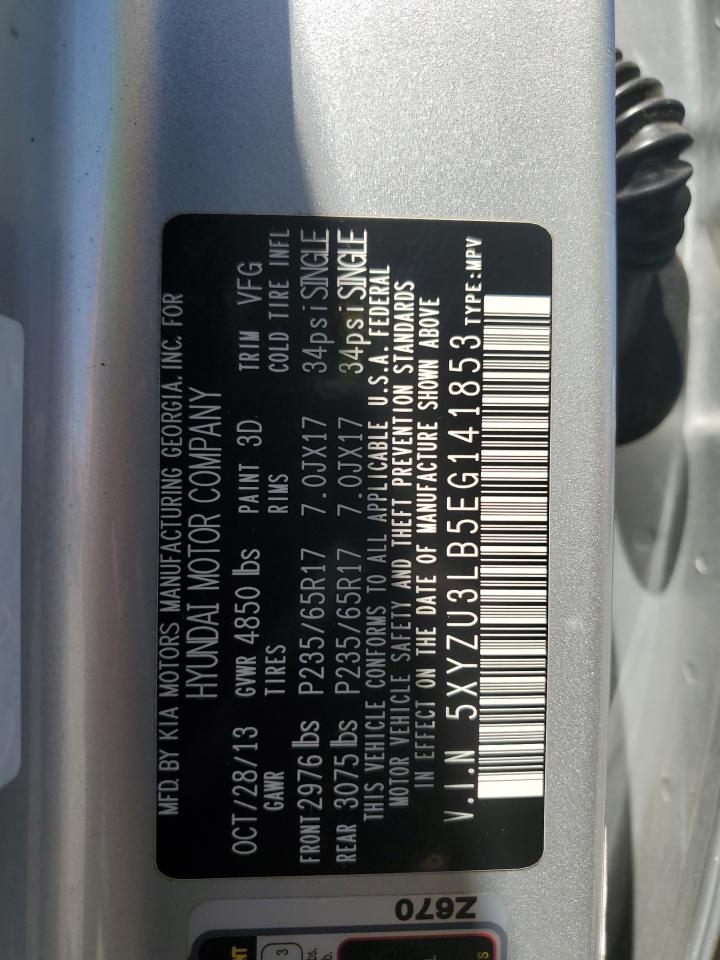 MFD. BY KIA MOTORS MANUFACTURING GEORGIA. INC. FOR
HYUNDAI MOTOR COMPANY
OCT/28/13 GVWR 4850 lbs PAINT 3D TRIM VFG
GAWR TIRES RIMS COLD TIRE INFL
FRONT 2976 lbs P235/65R17 7.0JX17 34psi SINGLE
REAR 3075 lbs P235/65R17 7.0JX17 34psi SINGLE
THIS VEHICLE CONFORMS TO ALL APPLICABLE U.S.A. FEDERAL
MOTOR VEHICLE SAFETY AND THEFT PREVENTION STANDARDS
IN EFFECT ON THE DATE OF MANUFACTURE SHOWN ABOVE
V.I.N 5XYZU3LB5EG141853 TYPE:MPV
Z670
3